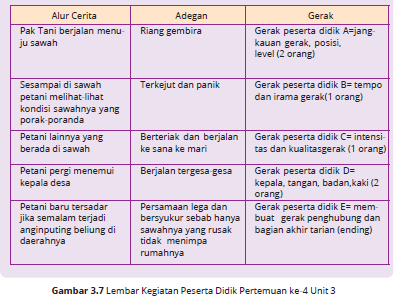 Alur Cerita
Adegan
Gerak
Pak Tani berjalan menu-
ju sawah
Riang gembira
Gerak peserta didik A=jang-
kauan gerak, posisi,
level (2 orang)
Sesampai di sawah
petani melihat-lihat
kondisi sawahnya yang
porak-poranda
Terkejut dan panik
Gerak peserta didik B= tempo
dan irama gerak(1 orang)
Petani lainnya yang
berada di sawah
Berteriak dan berjalan
ke sana ke mari
Gerak peserta didik C= intensi-
tas dan kualitasgerak (1 orang)
Petani pergi menemui
kepala desa
Berjalan tergesa-gesa
Gerak peserta didik D=
kepala, tangan, badan,kaki (2
orang)
Petani baru tersadar
jika semalam terjadi
anginputing beliung di
daerahnya
Persamaan lega dan
bersyukur sebab hanya
sawahnya yang rusak
tidak menimpa
rumahnya
Gerak peserta didik E= mem-
buat gerak penghubung dan
bagian akhir tarian (ending)
Gambar 3.7 Lembar Kegiatan Peserta Didik Pertemuan ke-4 Unit 3